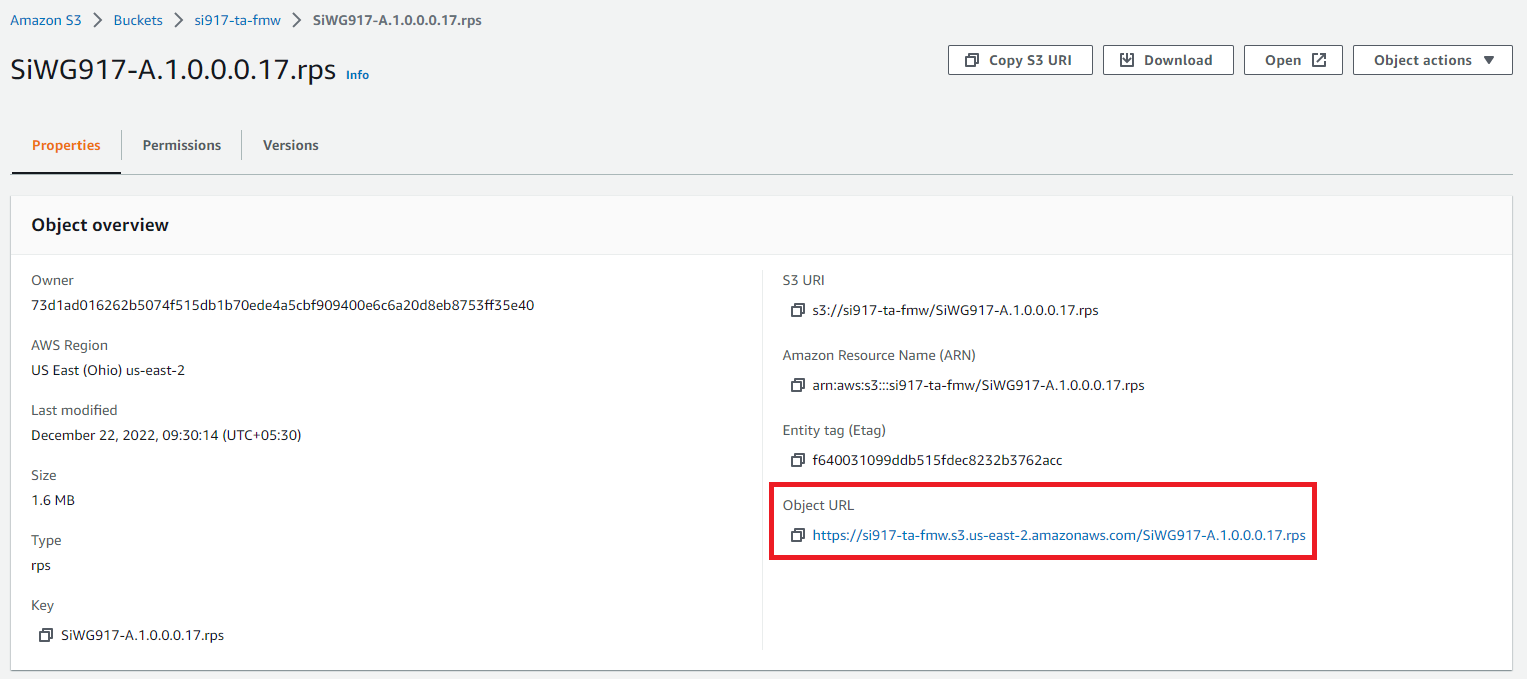 Amazon S3 > Buckets > si917-ta-fmw > SiWG917-A.1.0.0.0.17.rps
SiWG917-A.1.0.0.0.17.rps Info
Copy S3 URI Download Open Object actions
Properties Permissions Versions
Object overview
Owner
73d1ad016262b5074f515db1b70ede4a5cbf909400e6c6a20d8eb8753ff35e40
AWS Region
US East (Ohio) us-east-2
Last modified
December 22, 2022, 09:30:14 (UTC+05:30)
Size
1.6 MB
Type
rps
Key
SiWG917-A.1.0.0.0.17.rps
S3 URI
s3://si917-ta-fmw/SiWG917-A.1.0.0.0.17.rps
Amazon Resource Name (ARN)
arn:aws:s3:::si917-ta-fmw/SiWG917-A.1.0.0.0.17.rps
Entity tag (Etag)
f640031099ddb515fdec8232b3762acc
Object URL
https://si917-ta-fmw.s3.us-east-2.amazonaws.com/SiWG917-A.1.0.0.0.17.rps